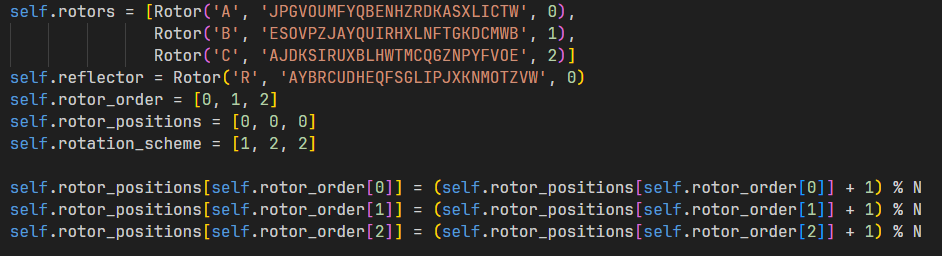 self.rotors = [Rotor('A', 'JPGVOUMFYQBENHZRDKASXLICTW', 0),
Rotor('B', 'ESOVPZJAYQUIRHXLNFTGKDCMWB', 1),
Rotor('C', 'AJDKSIRUXBLHWTMCQGZNPYFVOE', 2)]
self.reflector = Rotor('R', 'AYBRCUDHEQFSGLIPJXKNMOTZVW', 0)
self.rotor_order = [0, 1, 2]
self.rotor_positions = [0, 0, 0]
self.rotation_scheme = [1, 2, 2]
self.rotor_positions[self.rotor_order[0]] = (self.rotor_positions[self.rotor_order[0]] + 1) % N
self.rotor_positions[self.rotor_order[1]] = (self.rotor_positions[self.rotor_order[1]] + 1) % N
self.rotor_positions[self.rotor_order[2]] = (self.rotor_positions[self.rotor_order[2]] + 1) % N